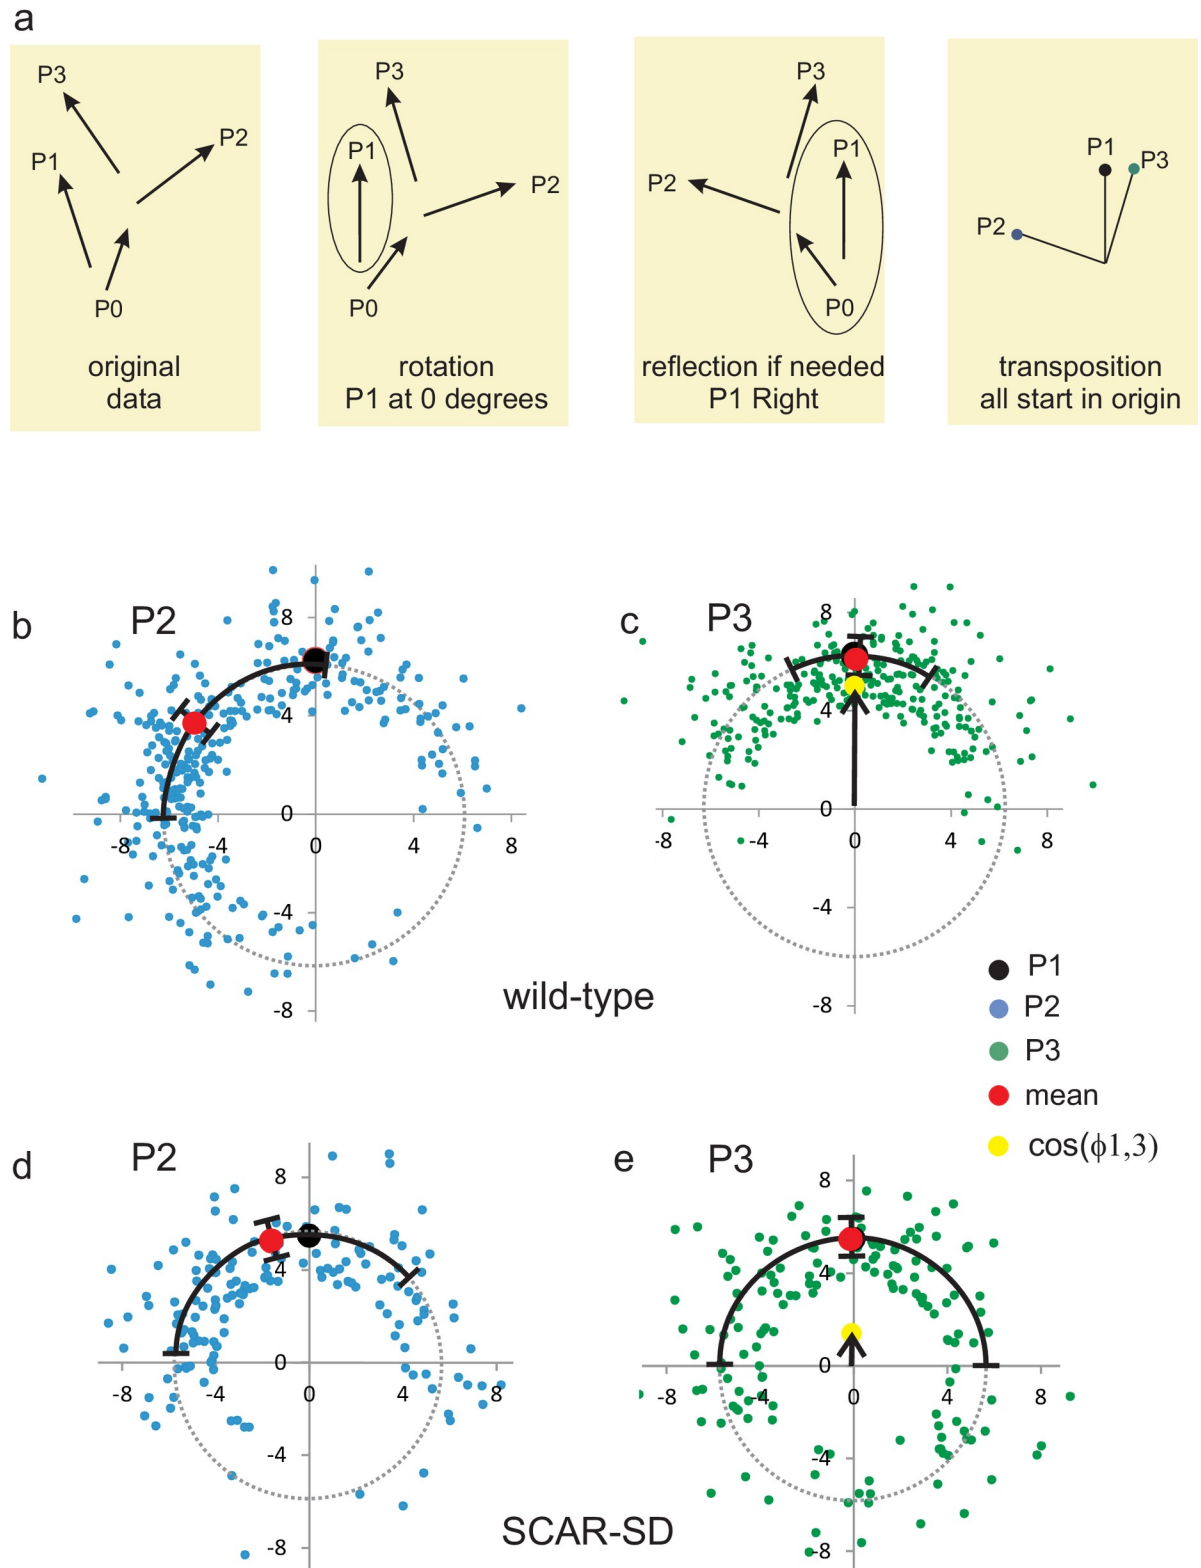 a
P3
P1
P2
P0
original
data
P3
P1
P2
P0
rotation
P1 at 0 degrees
P3
P1
P2
P0
reflection if needed
P1 Right
P1
P3
P2
transposition
all start in origin
b
P2
8
4
0
-8
-4
0
4
8
-4
-8
c
P3
8
4
0
-8
-4
0
4
8
-4
-8
wild-type
P1
P2
P3
mean
cos(ϕ1,3)
d
P2
8
4
0
-8
-4
0
4
8
-4
-8
e
P3
8
4
0
-8
-4
0
4
8
-4
-8
SCAR-SD